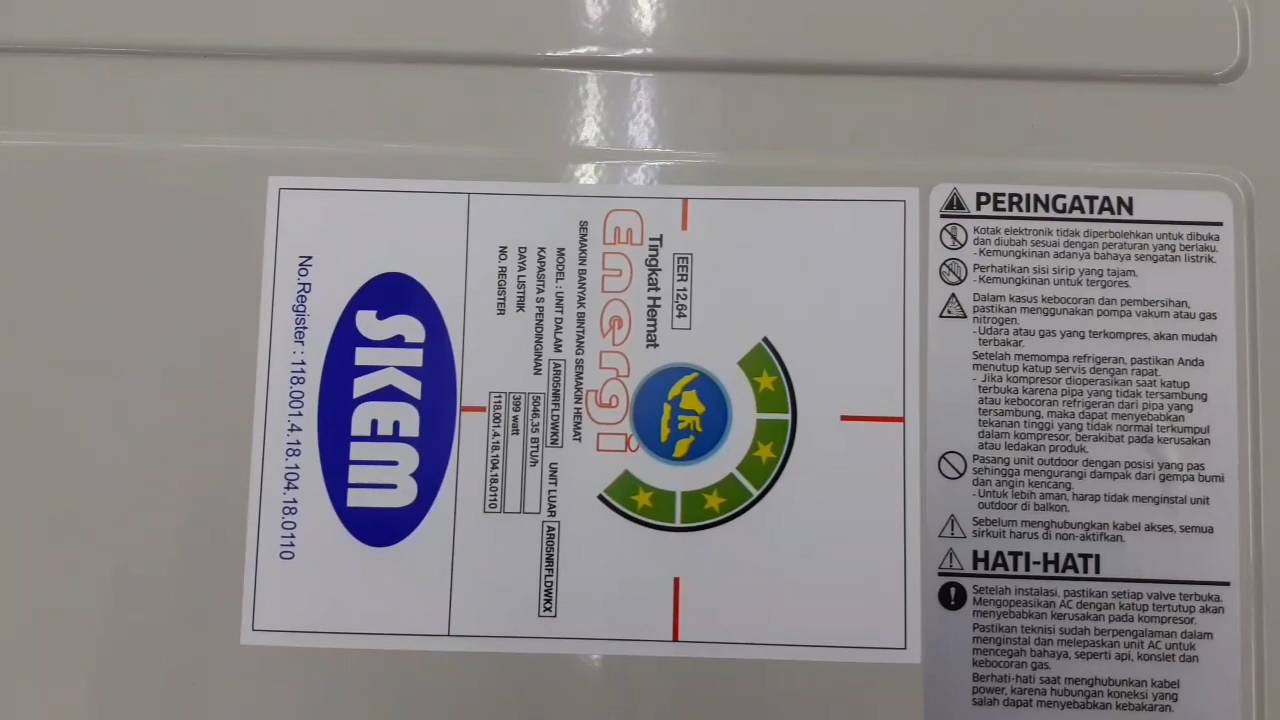 EER 12,64
Tingkat Hemat
Energi
SEMAKIN BANYAK BINTANG SEMAKIN HEMAT
MODEL : UNIT DALAM AR05NRFLDWKN UNIT LUAR AR05NRFLDWKX
KAPASITA S PENDINGINAN 5046,35 BTU/h
DAYA LISTRIK 399 watt
NO. REGISTER 118.001.4.18.104.18.0110
SKEM
No.Register : 118.001.4.18.104.18.0110
PERINGATAN
Kotak elektronik tidak diperbolehkan untuk dibuka
dan diubah sesuai dengan peraturan yang berlaku.
- Kemungkinan adanya bahaya sengatan listrik.
Perhatikan sisi sirip yang tajam.
- Kemungkinan untuk tergores.
Dalam kasus kebocoran dan pembersihan,
pastikan menggunakan pompa vakum atau gas
nitrogen.
- Udara atau gas yang terkompres, akan mudah
terbakar.
Setelah memompa refrigeran, pastikan Anda
menutup katup servis dengan rapat.
- Jika kompresor dioperasikan saat katup
terbuka karena pipa yang tidak tersambung
atau kebocoran refrigeran dari pipa yang
tersambung, maka dapat menyebabkan
tekanan tinggi yang tidak normal terkumpul
dalam kompresor, berakibat pada kerusakan
atau ledakan produk.
Pasang unit outdoor dengan posisi yang pas
sehingga mengurangi dampak dari gempa bumi
dan angin kencang.
- Untuk lebih aman, harap tidak menginstal unit
outdoor di balkon.
Sebelum menghubungkan kabel akses, semua
sirkuit harus di non-aktifkan.
HATI-HATI
Setelah instalasi, pastikan setiap valve terbuka.
Mengopeasikan AC dengan katup tertutup akan
menyebabkan kerusakan pada kompresor.
Pastikan teknisi sudah berpengalaman dalam
menginstal dan melepaskan unit AC untuk
mencegah bahaya, seperti api, konslet dan
kebocoran gas.
Berhati-hati saat menghubunkan kabel
power, karena hubungan koneksi yang
salah dapat menyebabkan kebakaran.